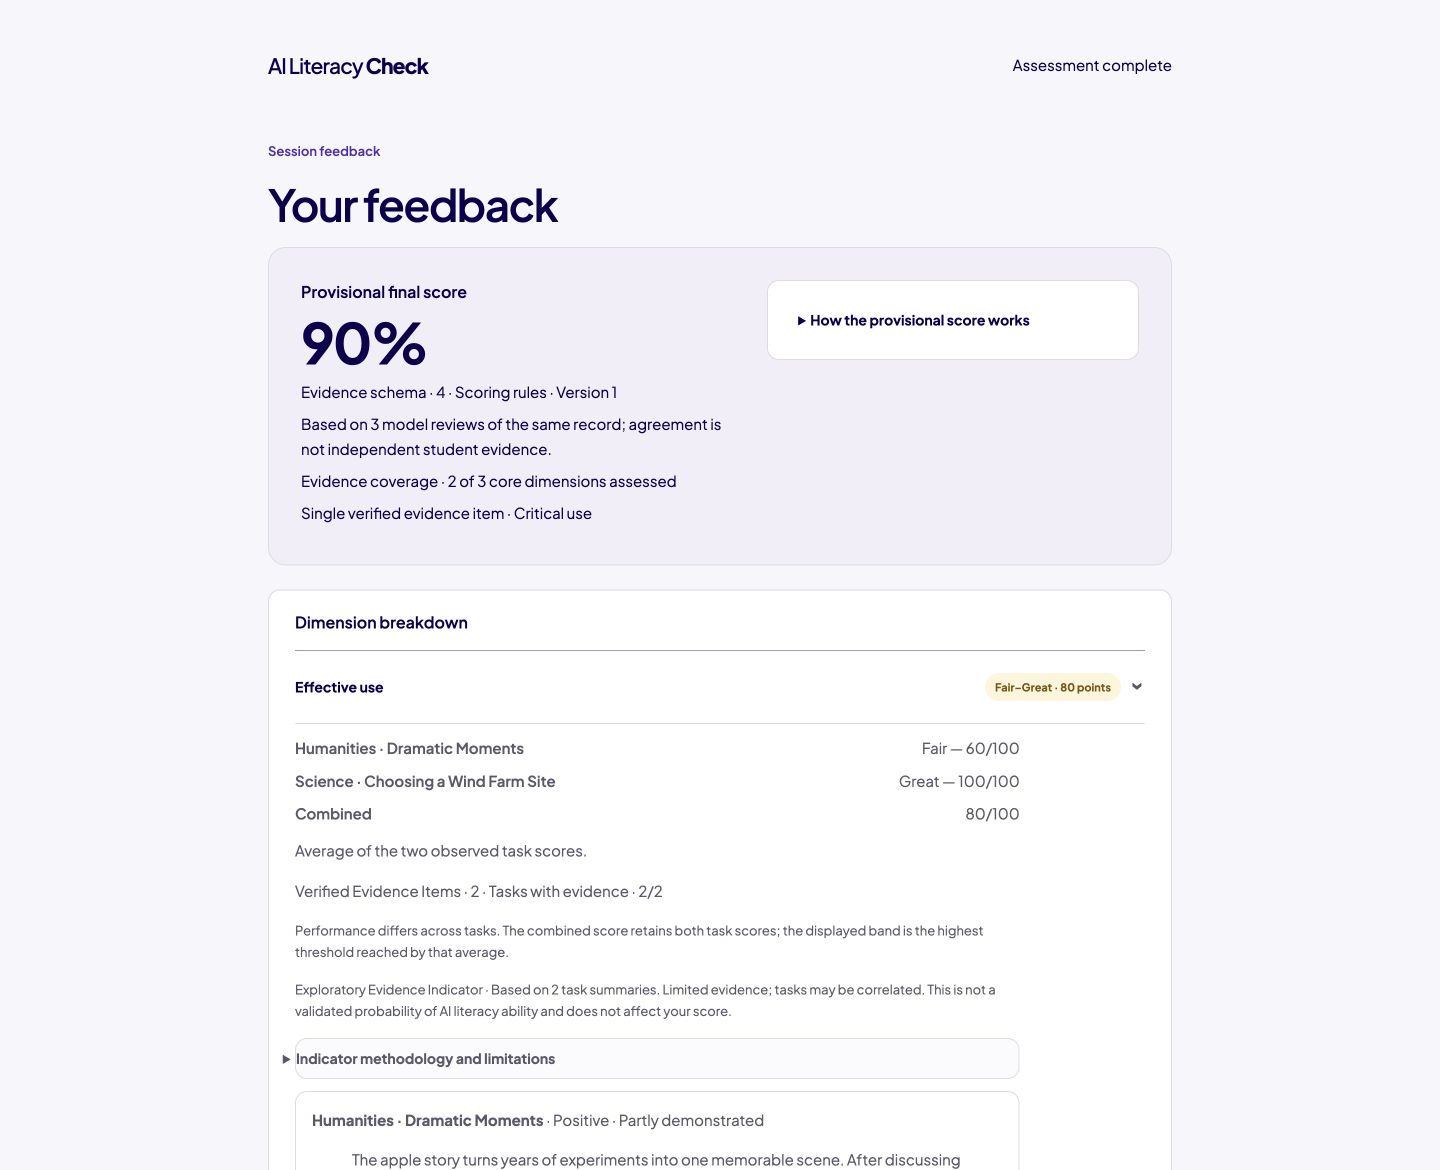 AI Literacy Check
Assessment complete
Session feedback
Your feedback
Provisional final score
90%
Evidence schema · 4 · Scoring rules · Version 1
Based on 3 model reviews of the same record; agreement is
not independent student evidence.
Evidence coverage · 2 of 3 core dimensions assessed
Single verified evidence item · Critical use
▸ How the provisional score works
Dimension breakdown
Effective use
Fair–Great · 80 points
Humanities · Dramatic Moments
Fair — 60/100
Science · Choosing a Wind Farm Site
Great — 100/100
Combined
80/100
Average of the two observed task scores.
Verified Evidence Items · 2 · Tasks with evidence · 2/2
Performance differs across tasks. The combined score retains both task scores; the displayed band is the highest
threshold reached by that average.
Exploratory Evidence Indicator · Based on 2 task summaries. Limited evidence; tasks may be correlated. This is not a
validated probability of AI literacy ability and does not affect your score.
▸ Indicator methodology and limitations
Humanities · Dramatic Moments · Positive · Partly demonstrated
The apple story turns years of experiments into one memorable scene. After discussing